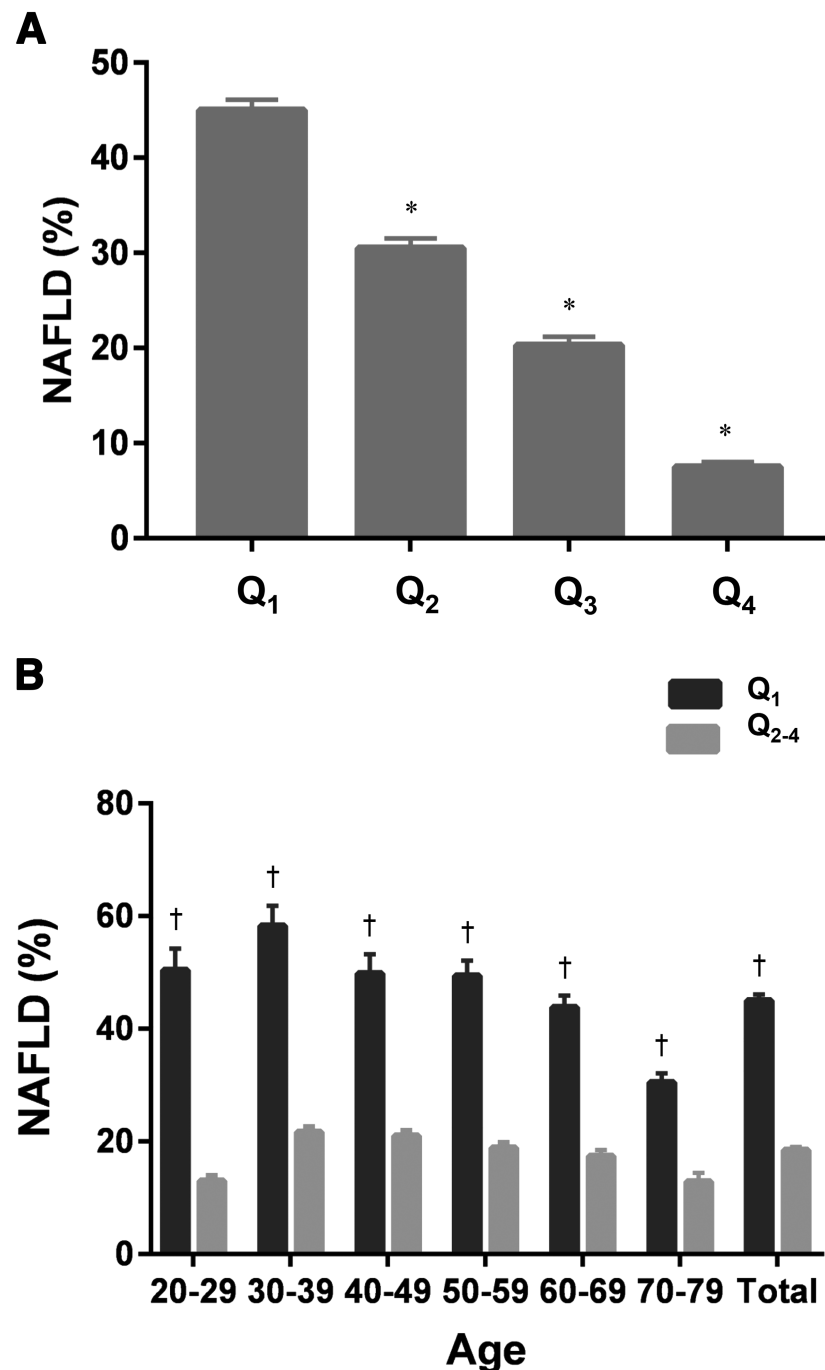 A
NAFLD (%)
50
40
30
20
10
0
*
*
*
Q₁ Q₂ Q₃ Q₄
B
Q₁
Q₂₋₄
NAFLD (%)
80
60
40
20
0
† † † † † † †
20-29 30-39 40-49 50-59 60-69 70-79 Total
Age